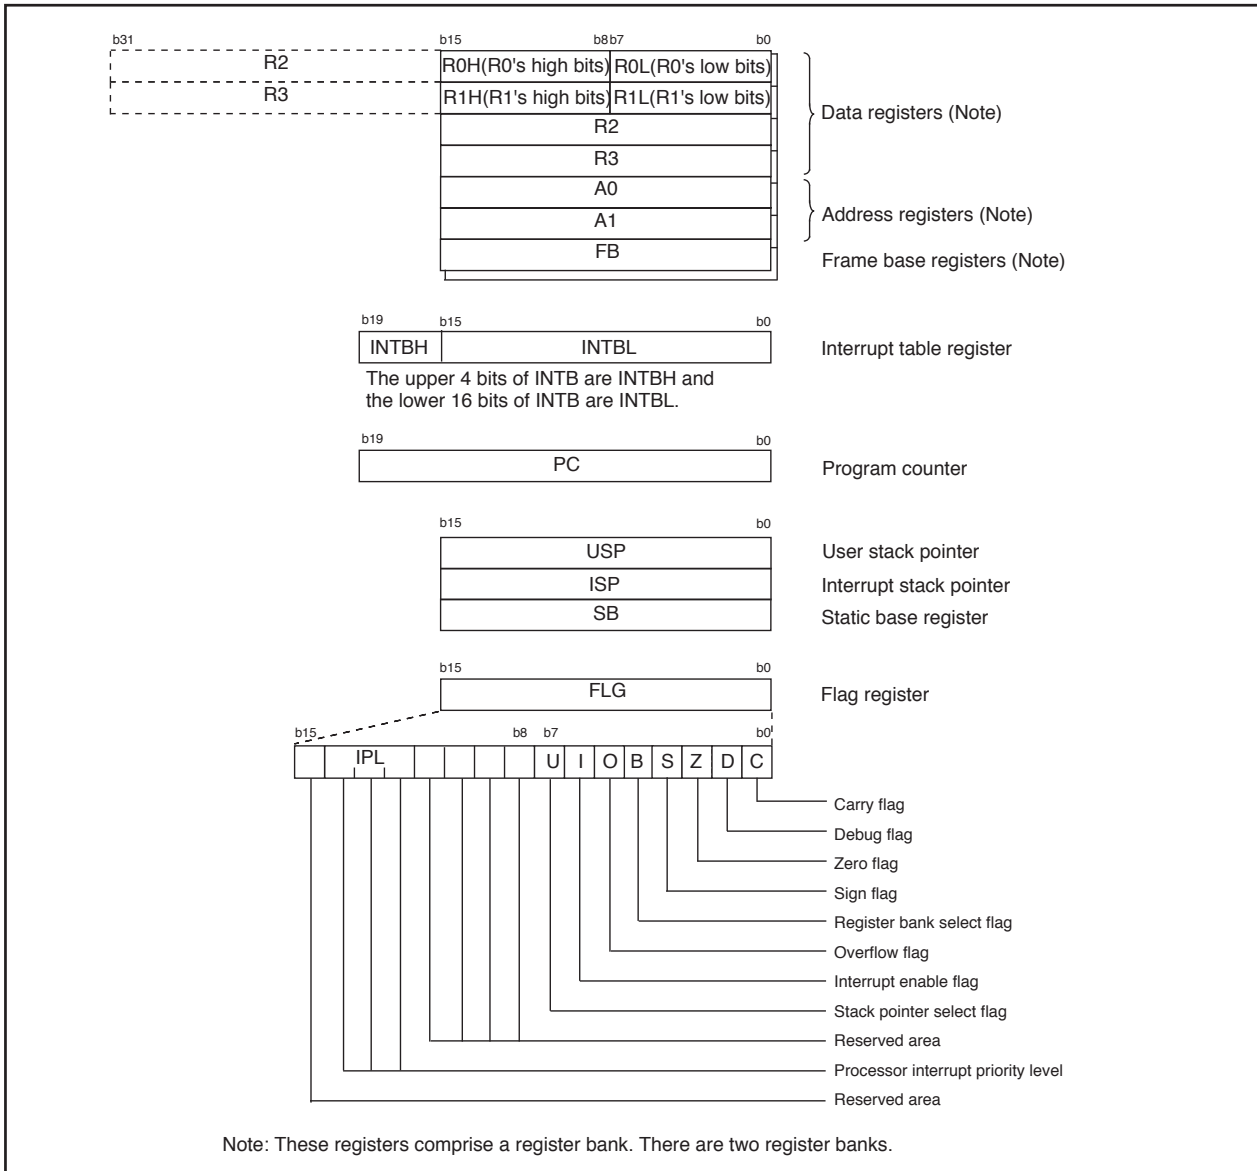 b31 b15 b8b7 b0
R2 R0H(R0's high bits) R0L(R0's low bits)
R3 R1H(R1's high bits) R1L(R1's low bits)
Data registers (Note)
R2
R3
A0
A1
Address registers (Note)
FB
Frame base registers (Note)
b19 b15 b0
INTBH INTBL Interrupt table register
The upper 4 bits of INTB are INTBH and
the lower 16 bits of INTB are INTBL.
b19 b0
PC Program counter
b15 b0
USP User stack pointer
ISP Interrupt stack pointer
SB Static base register
b15 b0
FLG Flag register
b15 b8 b7 b0
IPL U I O B S Z D C
Carry flag
Debug flag
Zero flag
Sign flag
Register bank select flag
Overflow flag
Interrupt enable flag
Stack pointer select flag
Reserved area
Processor interrupt priority level
Reserved area
Note: These registers comprise a register bank. There are two register banks.